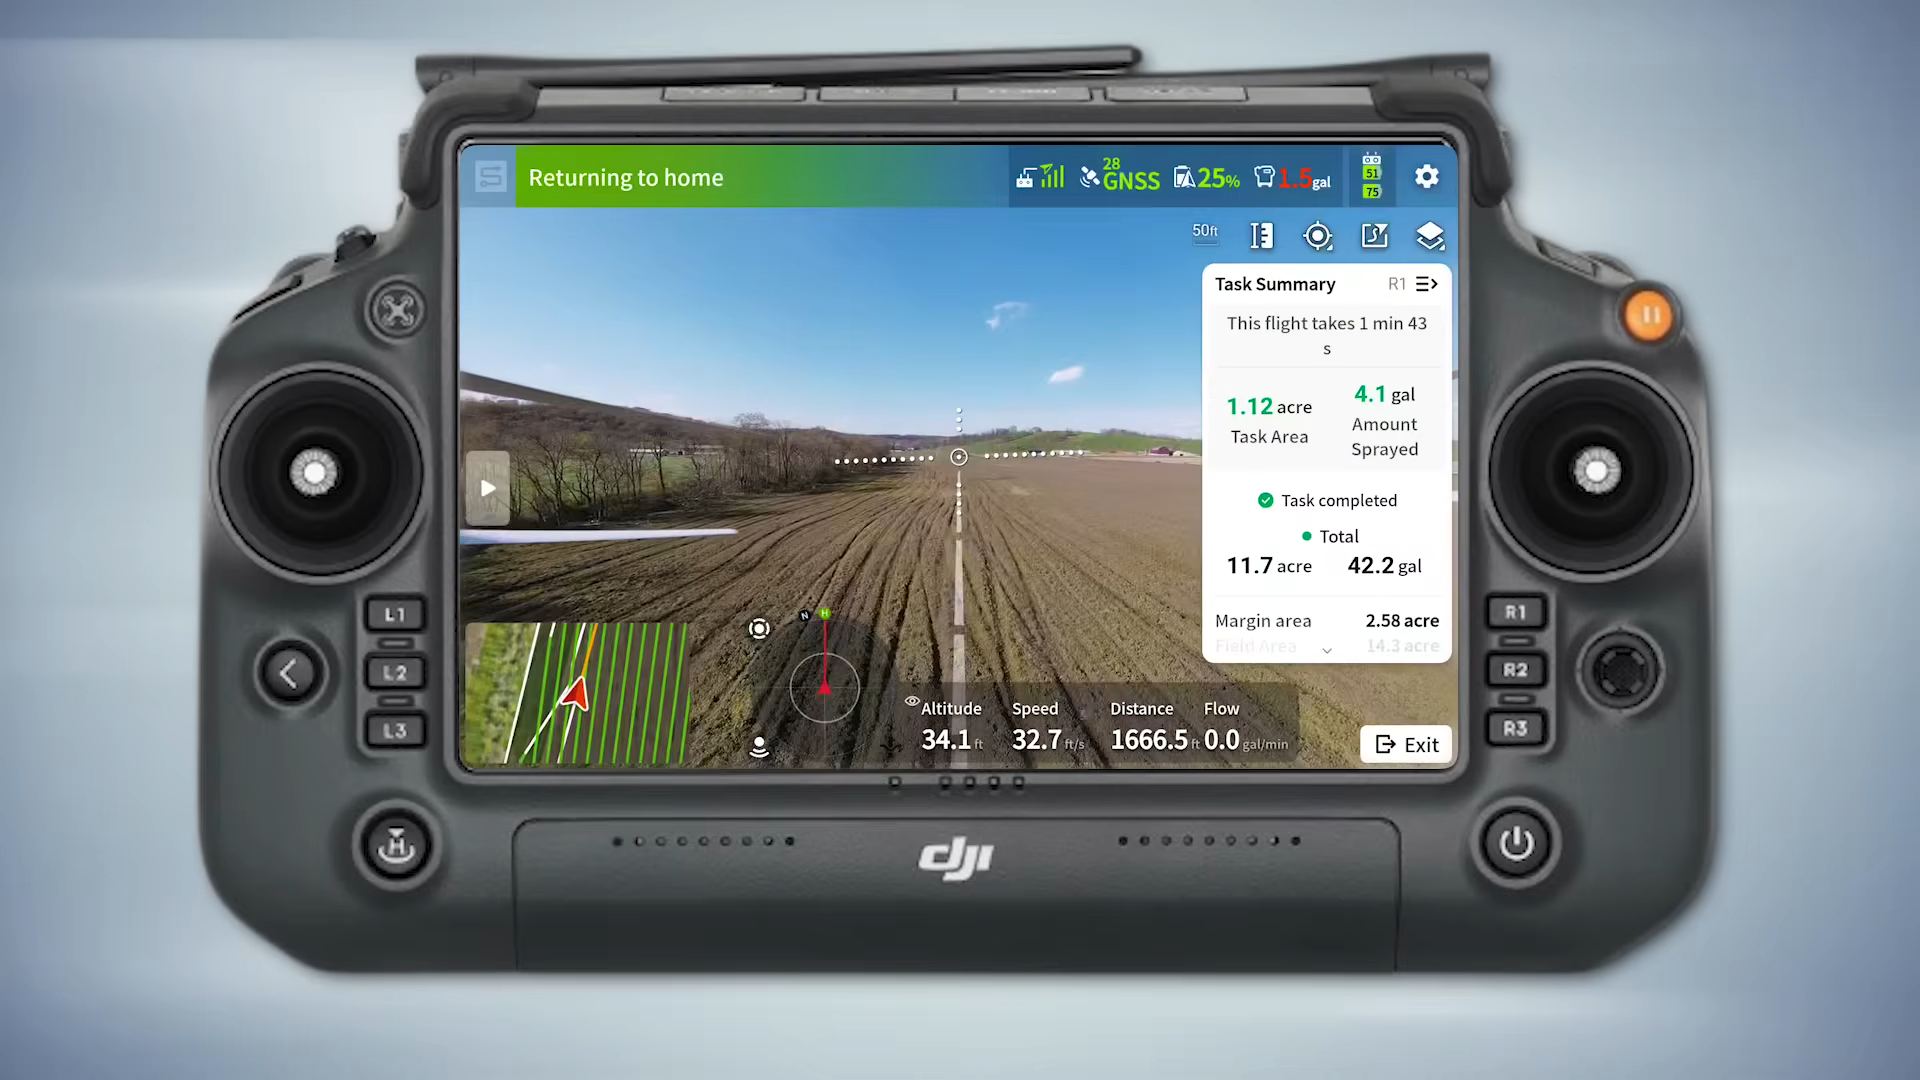 Returning to home
28
GNSS
25%
1.5gal
51
75
50ft
Task Summary R1
This flight takes 1 min 43
s
1.12 acre
Task Area
4.1 gal
Amount
Sprayed
Task completed
Total
11.7 acre 42.2 gal
Margin area 2.58 acre
Field Area 14.3 acre
N H
Altitude Speed Distance Flow
34.1 ft 32.7 ft/s 1666.5 ft 0.0 gal/min
Exit
L1
L2
L3
R1
R2
R3
H
dji